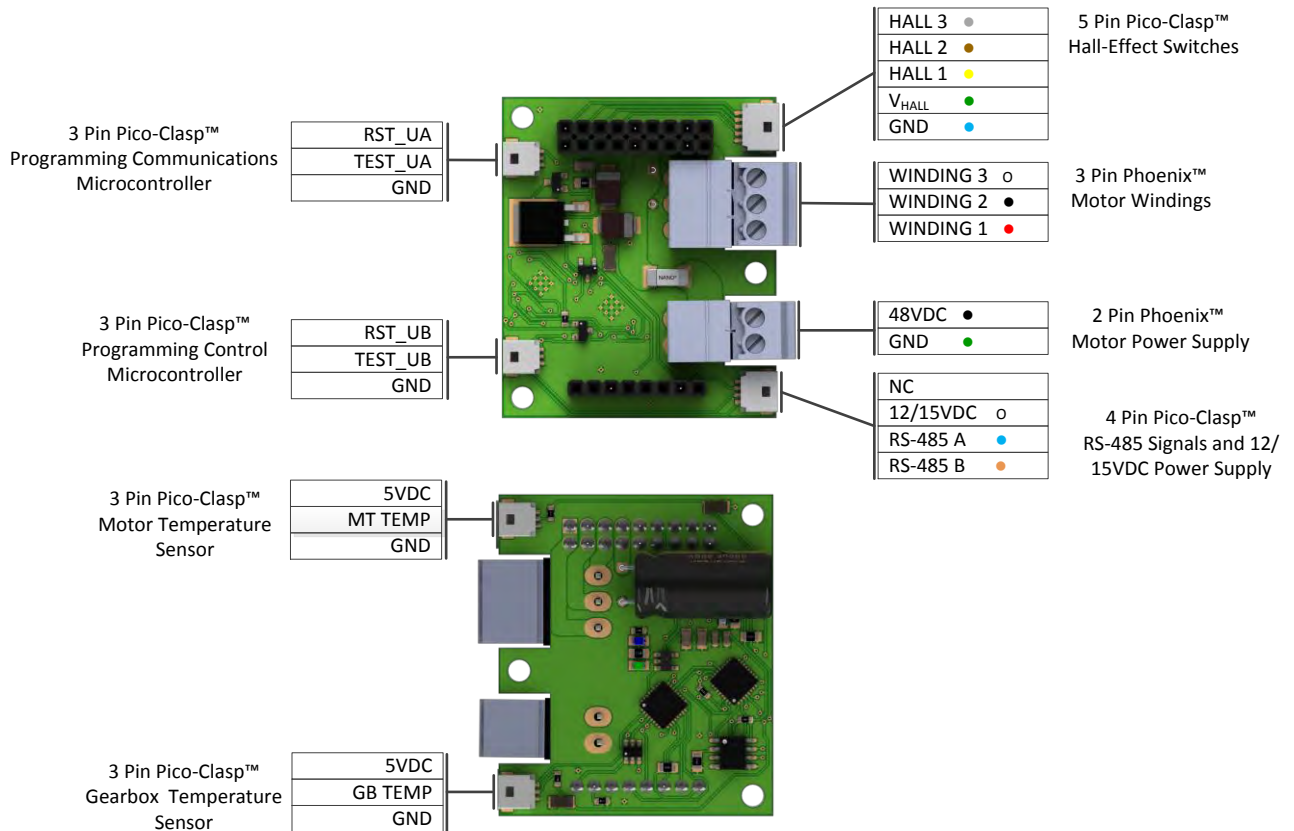 HALL 3
HALL 2
HALL 1
VHALL
GND
5 Pin Pico-Clasp™
Hall-Effect Switches
3 Pin Pico-Clasp™
Programming Communications
Microcontroller
RST_UA
TEST_UA
GND
WINDING 3
WINDING 2
WINDING 1
3 Pin Phoenix™
Motor Windings
3 Pin Pico-Clasp™
Programming Control
Microcontroller
RST_UB
TEST_UB
GND
48VDC
GND
2 Pin Phoenix™
Motor Power Supply
NC
12/15VDC
RS-485 A
RS-485 B
4 Pin Pico-Clasp™
RS-485 Signals and 12/
15VDC Power Supply
3 Pin Pico-Clasp™
Motor Temperature
Sensor
5VDC
MT TEMP
GND
3 Pin Pico-Clasp™
Gearbox Temperature
Sensor
5VDC
GB TEMP
GND